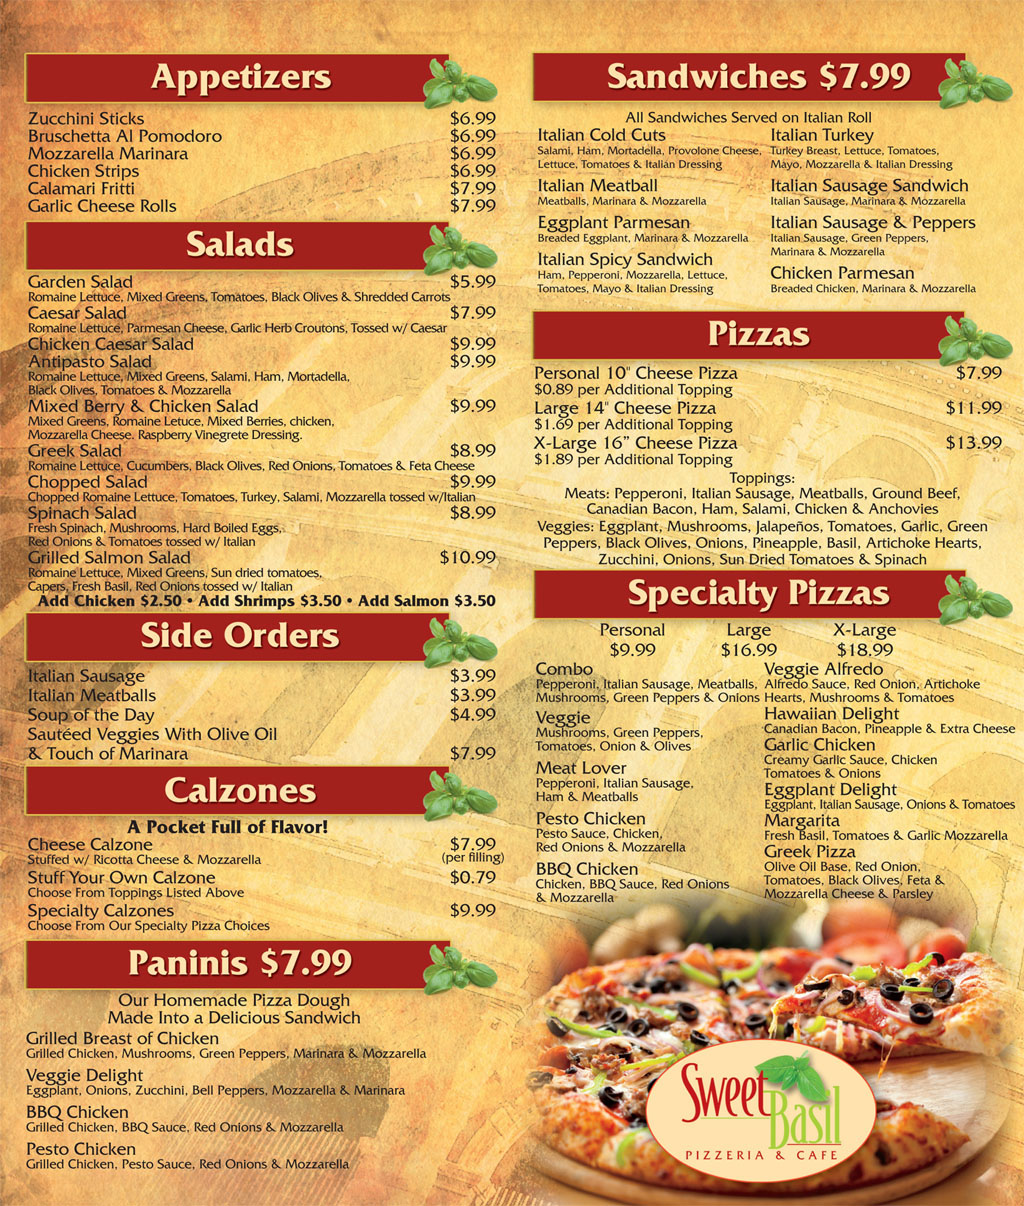 Appetizers
Zucchini Sticks $6.99
Bruschetta Al Pomodoro $6.99
Mozzarella Marinara $6.99
Chicken Strips $6.99
Calamari Fritti $7.99
Garlic Cheese Rolls $7.99
Salads
Garden Salad $5.99
Romaine Lettuce, Mixed Greens, Tomatoes, Black Olives & Shredded Carrots
Caesar Salad $7.99
Romaine Lettuce, Parmesan Cheese, Garlic Herb Croutons, Tossed w/ Caesar
Chicken Caesar Salad $9.99
Antipasto Salad $9.99
Romaine Lettuce, Mixed Greens, Salami, Ham, Mortadella,
Black Olives, Tomatoes & Mozzarella
Mixed Berry & Chicken Salad $9.99
Mixed Greens, Romaine Letuce, Mixed Berries, chicken,
Mozzarella Cheese. Raspberry Vinegrete Dressing.
Greek Salad $8.99
Romaine Lettuce, Cucumbers, Black Olives, Red Onions, Tomatoes & Feta Cheese
Chopped Salad $9.99
Chopped Romaine Lettuce, Tomatoes, Turkey, Salami, Mozzarella tossed w/Italian
Spinach Salad $8.99
Fresh Spinach, Mushrooms, Hard Boiled Eggs,
Red Onions & Tomatoes tossed w/ Italian
Grilled Salmon Salad $10.99
Romaine Lettuce, Mixed Greens, Sun dried tomatoes,
Capers, Fresh Basil, Red Onions tossed w/ Italian
Add Chicken $2.50 • Add Shrimps $3.50 • Add Salmon $3.50
Side Orders
Italian Sausage $3.99
Italian Meatballs $3.99
Soup of the Day $4.99
Sautéed Veggies With Olive Oil
& Touch of Marinara $7.99
Calzones
A Pocket Full of Flavor!
Cheese Calzone $7.99
Stuffed w/ Ricotta Cheese & Mozzarella (per filling)
Stuff Your Own Calzone $0.79
Choose From Toppings Listed Above
Specialty Calzones $9.99
Choose From Our Specialty Pizza Choices
Paninis $7.99
Our Homemade Pizza Dough
Made Into a Delicious Sandwich
Grilled Breast of Chicken
Grilled Chicken, Mushrooms, Green Peppers, Marinara & Mozzarella
Veggie Delight
Eggplant, Onions, Zucchini, Bell Peppers, Mozzarella & Marinara
BBQ Chicken
Grilled Chicken, BBQ Sauce, Red Onions & Mozzarella
Pesto Chicken
Grilled Chicken, Pesto Sauce, Red Onions & Mozzarella
Sandwiches $7.99
All Sandwiches Served on Italian Roll
Italian Cold Cuts
Salami, Ham, Mortadella, Provolone Cheese,
Lettuce, Tomatoes & Italian Dressing
Italian Meatball
Meatballs, Marinara & Mozzarella
Eggplant Parmesan
Breaded Eggplant, Marinara & Mozzarella
Italian Spicy Sandwich
Ham, Pepperoni, Mozzarella, Lettuce,
Tomatoes, Mayo & Italian Dressing
Italian Turkey
Turkey Breast, Lettuce, Tomatoes,
Mayo, Mozzarella & Italian Dressing
Italian Sausage Sandwich
Italian Sausage, Marinara & Mozzarella
Italian Sausage & Peppers
Italian Sausage, Green Peppers,
Marinara & Mozzarella
Chicken Parmesan
Breaded Chicken, Marinara & Mozzarella
Pizzas
Personal 10" Cheese Pizza $7.99
$0.89 per Additional Topping
Large 14" Cheese Pizza $11.99
$1.69 per Additional Topping
X-Large 16” Cheese Pizza $13.99
$1.89 per Additional Topping
Toppings:
Meats: Pepperoni, Italian Sausage, Meatballs, Ground Beef,
Canadian Bacon, Ham, Salami, Chicken & Anchovies
Veggies: Eggplant, Mushrooms, Jalapeños, Tomatoes, Garlic, Green
Peppers, Black Olives, Onions, Pineapple, Basil, Artichoke Hearts,
Zucchini, Onions, Sun Dried Tomatoes & Spinach
Specialty Pizzas
Personal Large X-Large
$9.99 $16.99 $18.99
Combo
Pepperoni, Italian Sausage, Meatballs,
Mushrooms, Green Peppers & Onions
Veggie
Mushrooms, Green Peppers,
Tomatoes, Onion & Olives
Meat Lover
Pepperoni, Italian Sausage,
Ham & Meatballs
Pesto Chicken
Pesto Sauce, Chicken,
Red Onions & Mozzarella
BBQ Chicken
Chicken, BBQ Sauce, Red Onions
& Mozzarella
Veggie Alfredo
Alfredo Sauce, Red Onion, Artichoke
Hearts, Mushrooms & Tomatoes
Hawaiian Delight
Canadian Bacon, Pineapple & Extra Cheese
Garlic Chicken
Creamy Garlic Sauce, Chicken
Tomatoes & Onions
Eggplant Delight
Eggplant, Italian Sausage, Onions & Tomatoes
Margarita
Fresh Basil, Tomatoes & Garlic Mozzarella
Greek Pizza
Olive Oil Base, Red Onion,
Tomatoes, Black Olives, Feta &
Mozzarella Cheese & Parsley
Sweet
Basil
PIZZERIA & CAFE